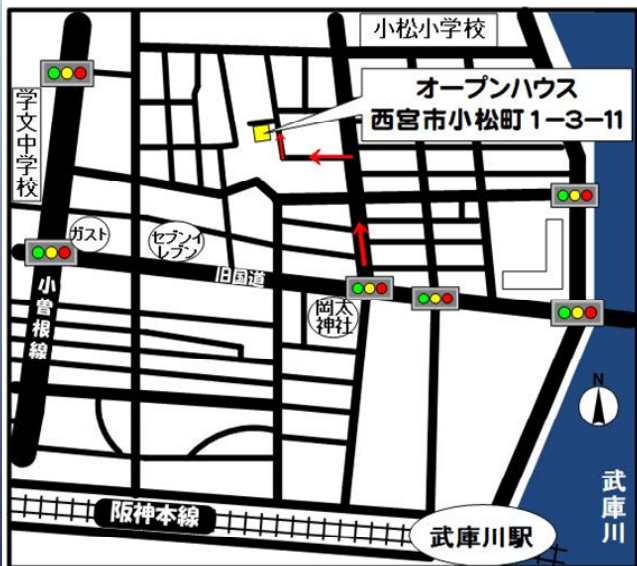 小松小学校
オープンハウス
西宮市小松町1-3-11
学文中学校
ガスト
セブンイ
レブン
旧国道
岡太
神社
小曽根線
N
武庫川
阪神本線
武庫川駅